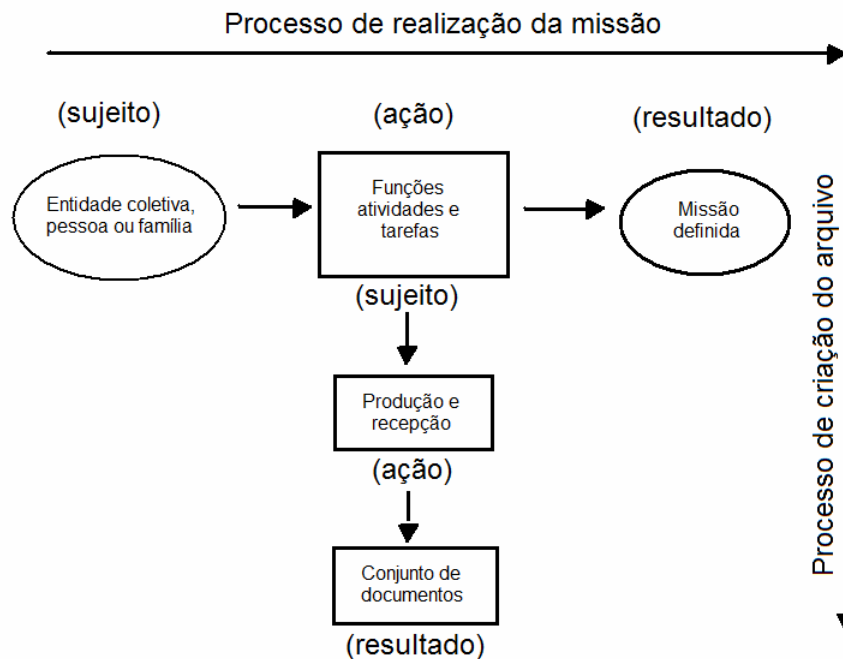 Processo de realização da missão
(sujeito)
(ação)
(resultado)
Entidade coletiva,
pessoa ou família
Funções
atividades e
tarefas
Missão
definida
(sujeito)
Produção e
recepção
(ação)
Conjunto de
documentos
(resultado)
Processo de criação do arquivo